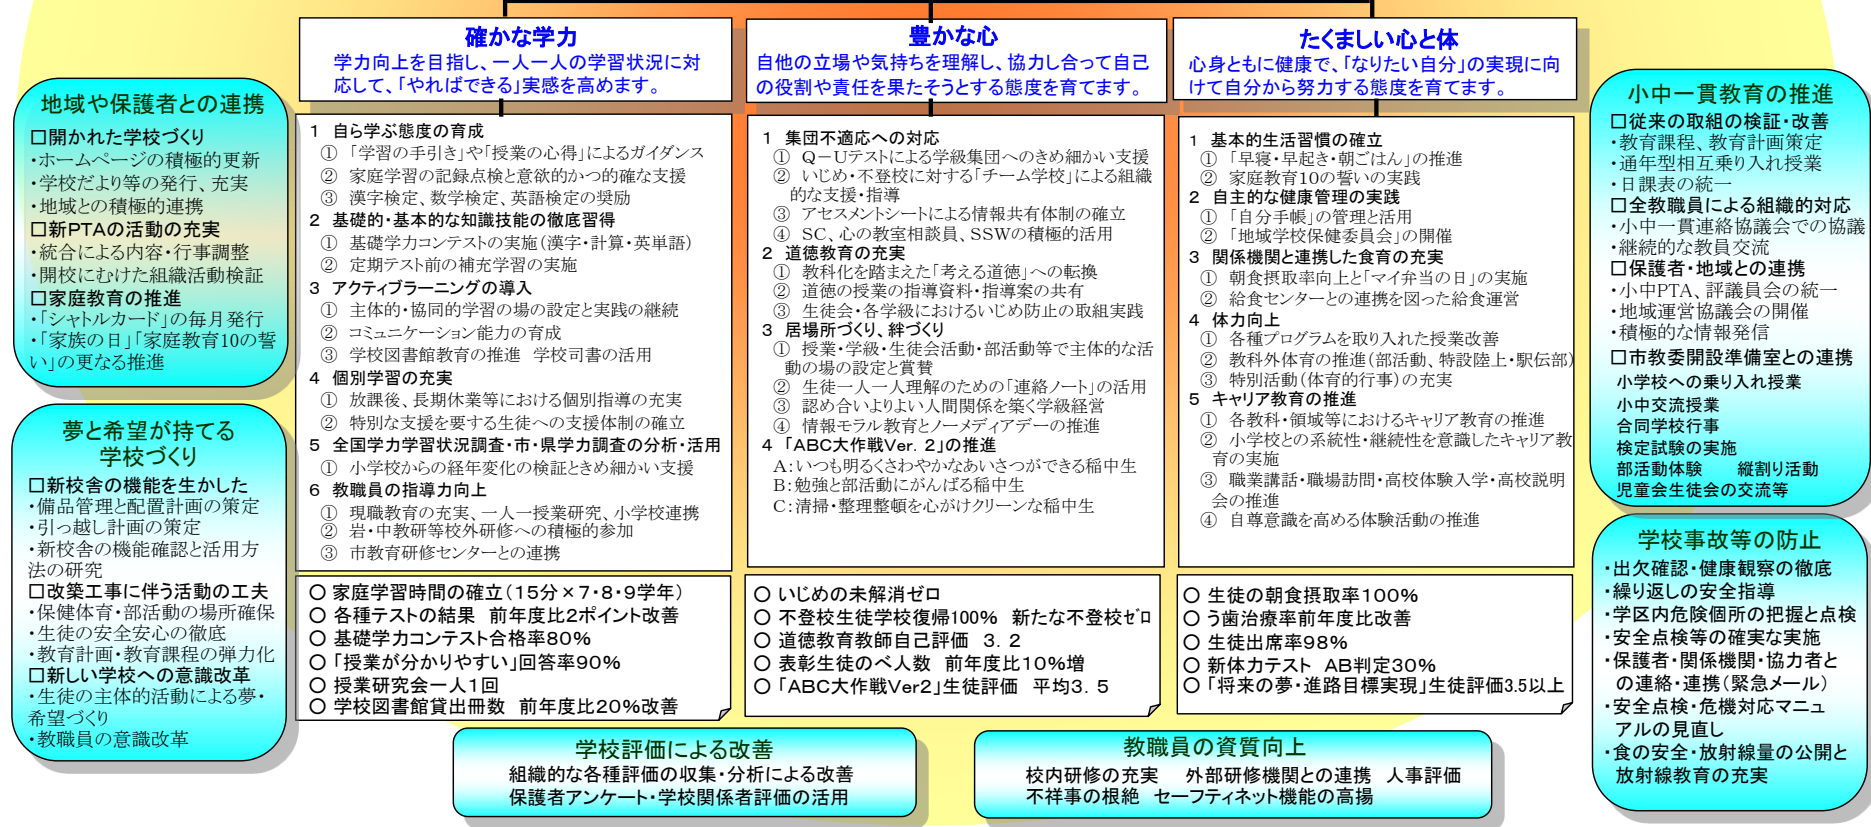 確かな学力
学力向上を目指し、一人一人の学習状況に対
応して、「やればできる」実感を高めます。
豊かな心
自他の立場や気持ちを理解し、協力し合って自己
の役割や責任を果たそうとする態度を育てます。
たくましい心と体
心身ともに健康で、「なりたい自分」の実現に向
けて自分から努力する態度を育てます。
地域や保護者との連携
□開かれた学校づくり
・ホームページの積極的更新
・学校だより等の発行、充実
・地域との積極的連携
□新PTAの活動の充実
・統合による内容・行事調整
・開校にむけた組織活動検証
□家庭教育の推進
・「シャトルカード」の毎月発行
・「家族の日」「家庭教育10の誓
い」の更なる推進
夢と希望が持てる
学校づくり
□新校舎の機能を生かした
・備品管理と配置計画の策定
・引っ越し計画の策定
・新校舎の機能確認と活用方
法の研究
□改築工事に伴う活動の工夫
・保健体育・部活動の場所確保
・生徒の安全安心の徹底
・教育計画・教育課程の弾力化
□新しい学校への意識改革
・生徒の主体的活動による夢・
希望づくり
・教職員の意識改革
1 自ら学ぶ態度の育成
① 「学習の手引き」や「授業の心得」によるガイダンス
② 家庭学習の記録点検と意欲的かつ的確な支援
③ 漢字検定、数学検定、英語検定の奨励
2 基礎的・基本的な知識技能の徹底習得
① 基礎学力コンテストの実施(漢字・計算・英単語)
② 定期テスト前の補充学習の実施
3 アクティブラーニングの導入
① 主体的・協同的学習の場の設定と実践の継続
② コミュニケーション能力の育成
③ 学校図書館教育の推進 学校司書の活用
4 個別学習の充実
① 放課後、長期休業等における個別指導の充実
② 特別な支援を要する生徒への支援体制の確立
5 全国学力学習状況調査・市・県学力調査の分析・活用
① 小学校からの経年変化の検証ときめ細かい支援
6 教職員の指導力向上
① 現職教育の充実、一人一授業研究、小学校連携
② 岩・中教研等校外研修への積極的参加
③ 市教育研修センターとの連携
○ 家庭学習時間の確立(15分×7・8・9学年)
○ 各種テストの結果 前年度比2ポイント改善
○ 基礎学力コンテスト合格率80%
○ 「授業が分かりやすい」回答率90%
○ 授業研究会一人1回
○ 学校図書館貸出冊数 前年度比20%改善
1 集団不適応への対応
① Q-Uテストによる学級集団へのきめ細かい支援
② いじめ・不登校に対する「チーム学校」による組織
的な支援・指導
③ アセスメントシートによる情報共有体制の確立
④ SC、心の教室相談員、SSWの積極的活用
2 道徳教育の充実
① 教科化を踏まえた「考える道徳」への転換
② 道徳の授業の指導資料・指導案の共有
③ 生徒会・各学級におけるいじめ防止の取組実践
3 居場所づくり、絆づくり
① 授業・学級・生徒会活動・部活動等で主体的な活
動の場の設定と賞賛
② 生徒一人一人理解のための「連絡ノート」の活用
③ 認め合いよりよい人間関係を築く学級経営
④ 情報モラル教育とノーメディアデーの推進
4 「ABC大作戦Ver. 2」の推進
A:いつも明るくさわやかなあいさつができる稲中生
B:勉強と部活動にがんばる稲中生
C:清掃・整理整頓を心がけクリーンな稲中生
○ いじめの未解消ゼロ
○ 不登校生徒学校復帰100% 新たな不登校ゼロ
○ 道徳教育教師自己評価 3. 2
○ 表彰生徒のべ人数 前年度比10%増
○ 「ABC大作戦Ver2」生徒評価 平均3. 5
1 基本的生活習慣の確立
① 「早寝・早起き・朝ごはん」の推進
② 家庭教育10の誓いの実践
2 自主的な健康管理の実践
① 「自分手帳」の管理と活用
② 「地域学校保健委員会」の開催
3 関係機関と連携した食育の充実
① 朝食摂取率向上と「マイ弁当の日」の実施
② 給食センターとの連携を図った給食運営
4 体力向上
① 各種プログラムを取り入れた授業改善
② 教科外体育の推進(部活動、特設陸上・駅伝部)
③ 特別活動(体育的行事)の充実
5 キャリア教育の推進
① 各教科・領域等におけるキャリア教育の推進
② 小学校との系統性・継続性を意識したキャリア教
育の実施
③ 職業講話・職場訪問・高校体験入学・高校説明
会の推進
④ 自尊意識を高める体験活動の推進
○ 生徒の朝食摂取率100%
○ う歯治療率前年度比改善
○ 生徒出席率98%
○ 新体力テスト AB判定30%
○ 「将来の夢・進路目標実現」生徒評価3.5以上
小中一貫教育の推進
□従来の取組の検証・改善
・教育課程、教育計画策定
・通年型相互乗り入れ授業
・日課表の統一
□全教職員による組織的対応
・小中一貫連絡協議会での協議
・継続的な教員交流
□保護者・地域との連携
・小中PTA、評議員会の統一
・地域運営協議会の開催
・積極的な情報発信
□市教委開設準備室との連携
小学校への乗り入れ授業
小中交流授業
合同学校行事
検定試験の実施
部活動体験 縦割り活動
児童会生徒会の交流等
学校事故等の防止
・出欠確認・健康観察の徹底
・繰り返しの安全指導
・学区内危険個所の把握と点検
・安全点検等の確実な実施
・保護者・関係機関・協力者と
の連絡・連携(緊急メール)
・安全点検・危機対応マニュ
アルの見直し
・食の安全・放射線量の公開と
放射線教育の充実
学校評価による改善
組織的な各種評価の収集・分析による改善
保護者アンケート・学校関係者評価の活用
教職員の資質向上
校内研修の充実 外部研修機関との連携 人事評価
不祥事の根絶 セーフティネット機能の高揚